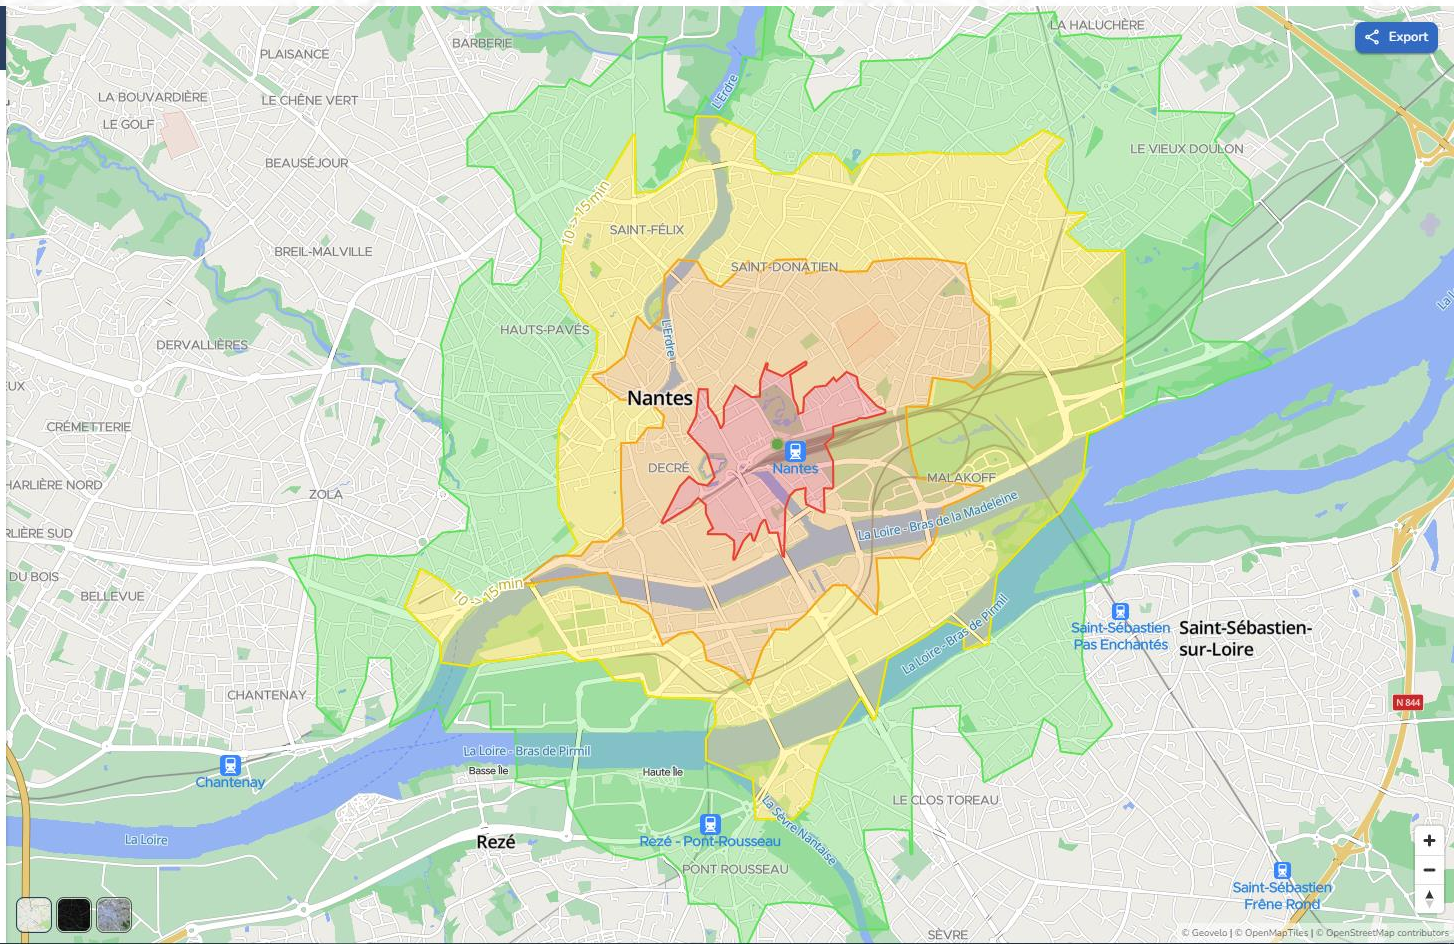 LA HALUCHÈRE
Export
BARBERIE
PLAISANCE
L'Erdre
LA BOUVARDIÈRE
LE CHÊNE VERT
LE GOLF
LE VIEUX DOULON
BEAUSÉJOUR
10 -> 15 min
SAINT-FÉLIX
BREIL-MALVILLE
SAINT-DONATIEN
HAUTS-PAVÉS
L'Erdre
DERVALLIÈRES
EUX
Nantes
CRÉMETTERIE
DECRÉ
Nantes
MALAKOFF
HARLIÈRE NORD
ZOLA
La Loire - Bras de la Madeleine
RLIÈRE SUD
DU BOIS
10 -> 15 min
BELLEVUE
La Loire - Bras de Pirmil
Saint-Sébastien
Pas Enchantés
Saint-Sébastien-
sur-Loire
CHANTENAY
N 844
La Loire - Bras de Pirmil
Basse Île
Haute Île
Chantenay
LE CLOS TOREAU
La Sèvre Nantaise
La Loire
Rezé
Rezé - Pont-Rousseau
PONT ROUSSEAU
Saint-Sébastien
Frêne Rond
SÈVRE
© Geovelo | © OpenMapTiles | © OpenStreetMap contributors